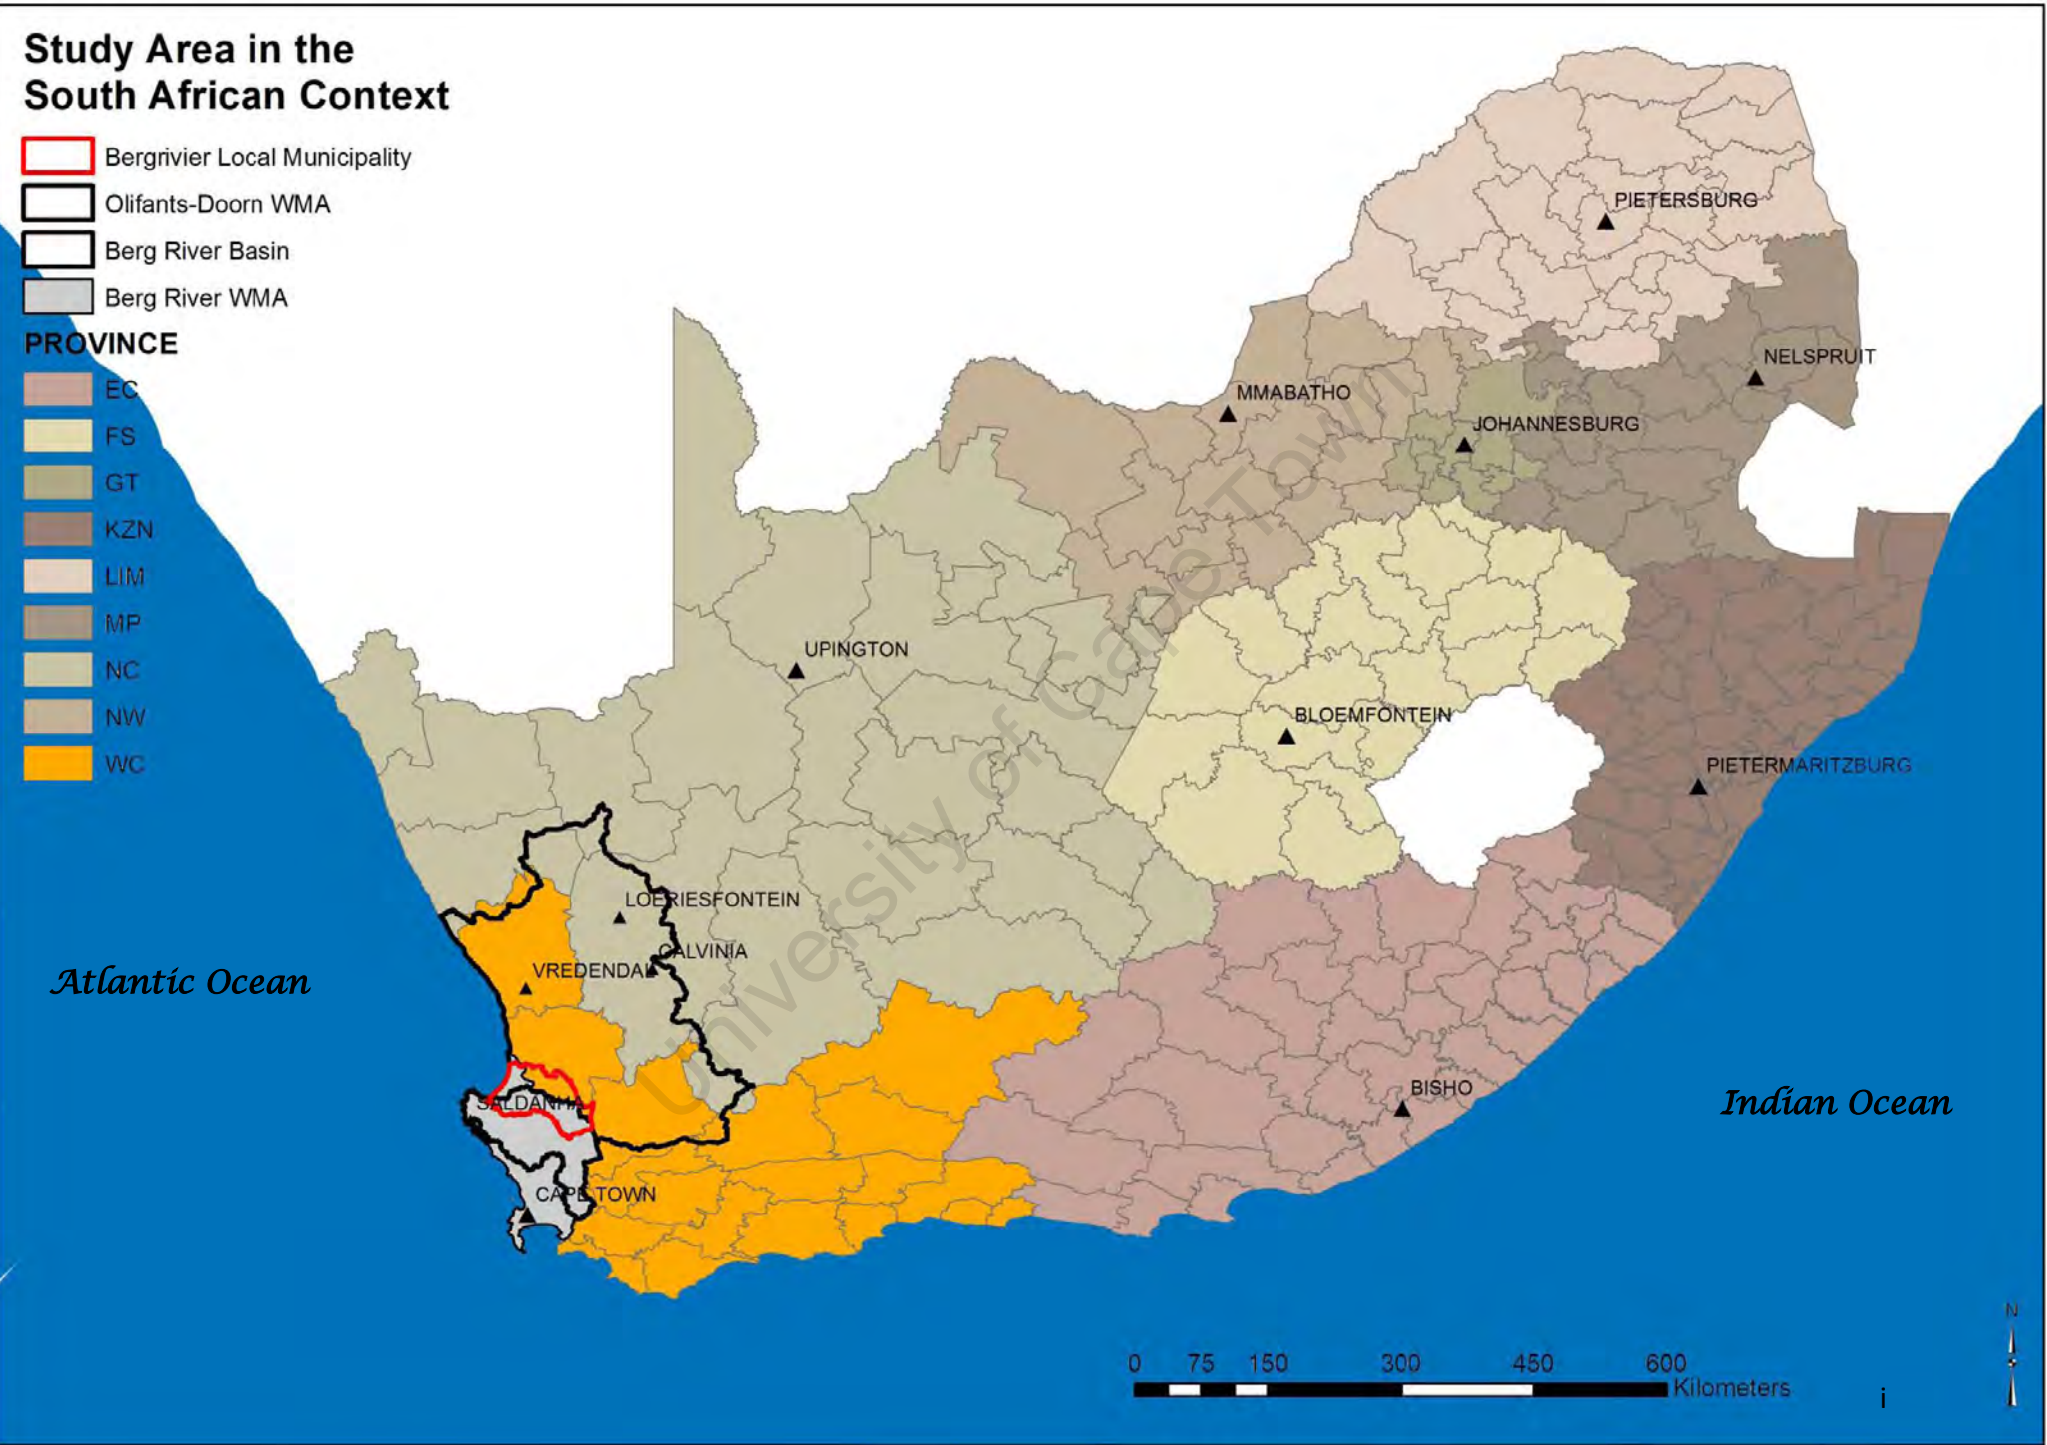 Study Area in the
South African Context
Bergrivier Local Municipality
Olifants-Doorn WMA
Berg River Basin
Berg River WMA
PROVINCE
EC
FS
GT
KZN
LIM
MP
NC
NW
WC
PIETERSBURG
NELSPRUIT
MMABATHO
JOHANNESBURG
UPINGTON
BLOEMFONTEIN
PIETERMARITZBURG
LOERIESFONTEIN
CALVINIA
VREDENDAL
Atlantic Ocean
BISHO
Indian Ocean
SALDANHA
CAPE TOWN
University of Cape Town
N
0 75 150 300 450 600
Kilometers
i